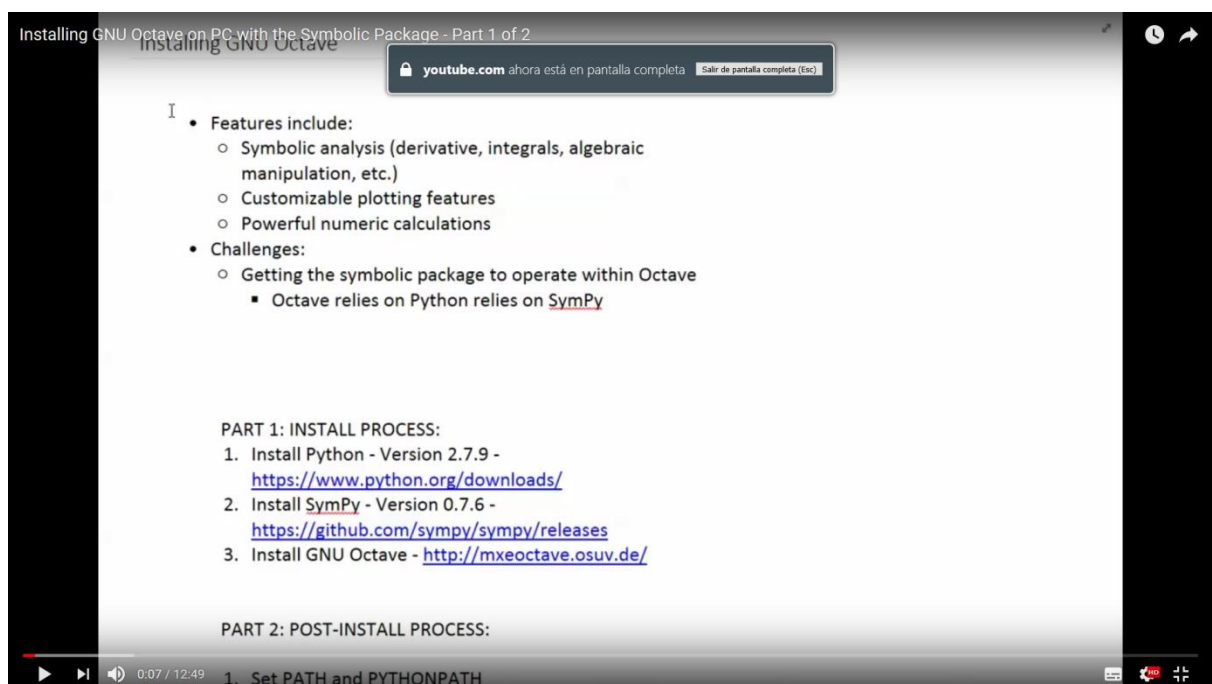 Installing GNU Octave on PC with the Symbolic Package - Part 1 of 2
Installing GNU Octave
youtube.com ahora está en pantalla completa Salir de pantalla completa (Esc)
• Features include:
○ Symbolic analysis (derivative, integrals, algebraic
manipulation, etc.)
○ Customizable plotting features
○ Powerful numeric calculations
• Challenges:
○ Getting the symbolic package to operate within Octave
▪ Octave relies on Python relies on SymPy
PART 1: INSTALL PROCESS:
1. Install Python - Version 2.7.9 -
https://www.python.org/downloads/
2. Install SymPy - Version 0.7.6 -
https://github.com/sympy/sympy/releases
3. Install GNU Octave - http://mxeoctave.osuv.de/
PART 2: POST-INSTALL PROCESS:
1. Set PATH and PYTHONPATH
0:07 / 12:49
HD